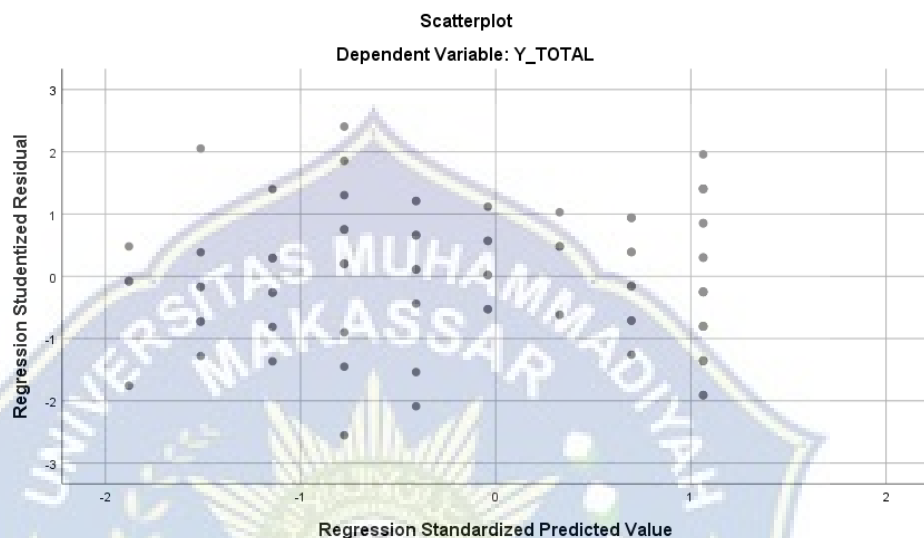 Scatterplot
Dependent Variable: Y_TOTAL
Regression Studentized Residual
3
2
1
0
-1
-2
-3
-2
-1
0
1
2
Regression Standardized Predicted Value
UNIVERSITAS MUHAMMADIYAH
MAKASSAR